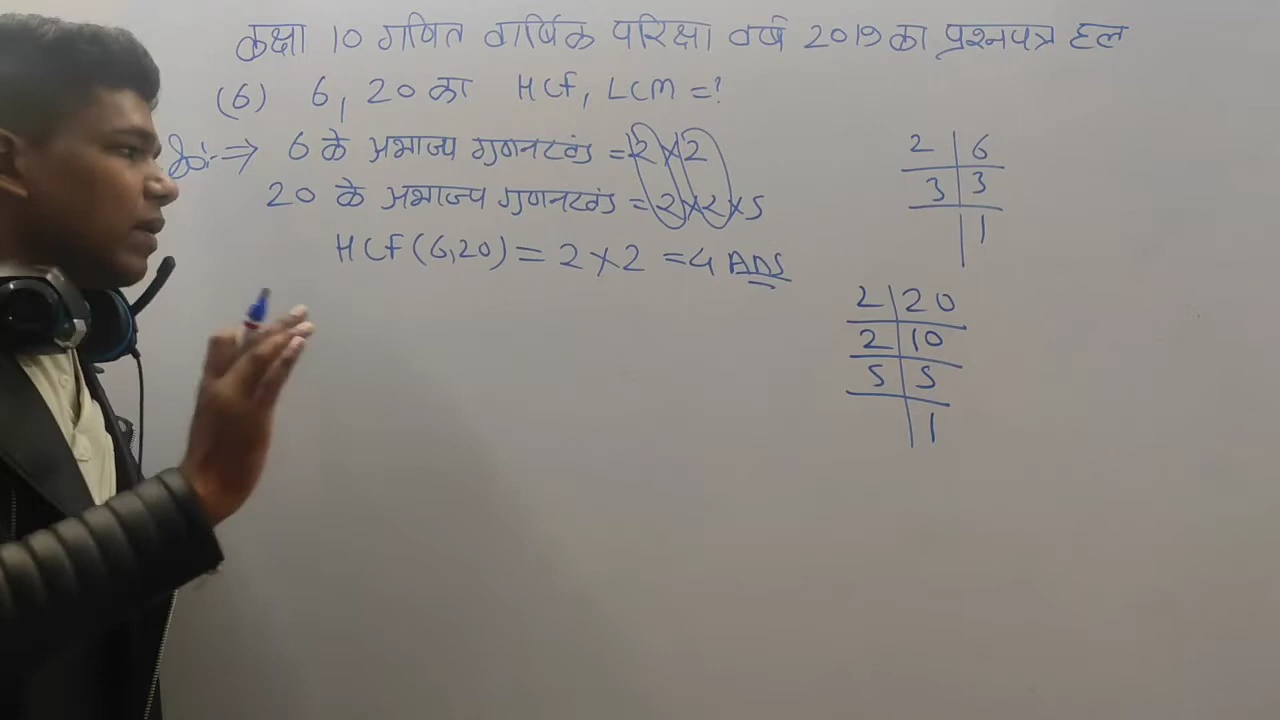 कक्षा 10 गणित वार्षिक परिक्षा वर्ष 2019 का प्रश्नपत्र हल
(6) 6, 20 का HCF, LCM = ?
⇒ 6 के अभाज्य गुणनखंड = 2 × 2
20 के अभाज्य गुणनखंड = 2 × 2 × 5
HCF (6,20) = 2 × 2 = 4 Ans
2 | 6
3 | 3
| 1
2 | 20
2 | 10
5 | 5
| 1